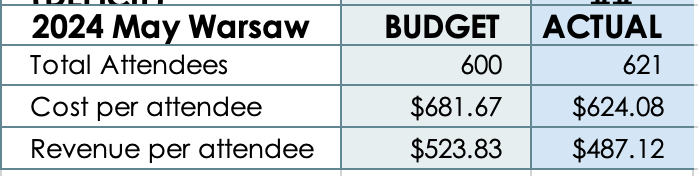 2024 May Warsaw BUDGET ACTUAL
Total Attendees 600 621
Cost per attendee $681.67 $624.08
Revenue per attendee $523.83 $487.12